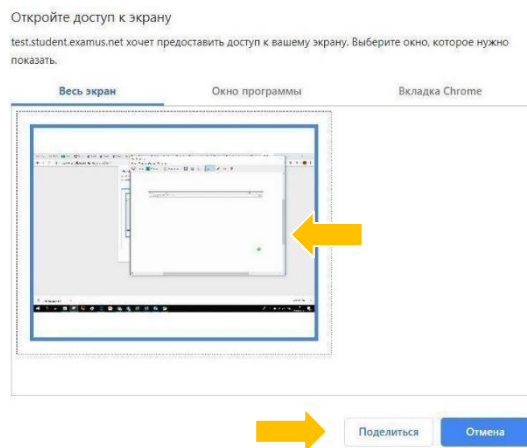 Откройте доступ к экрану
test.student.examus.net хочет предоставить доступ к вашему экрану. Выберите окно, которое нужно
показать.
Весь экран Окно программы Вкладка Chrome
Поделиться Отмена